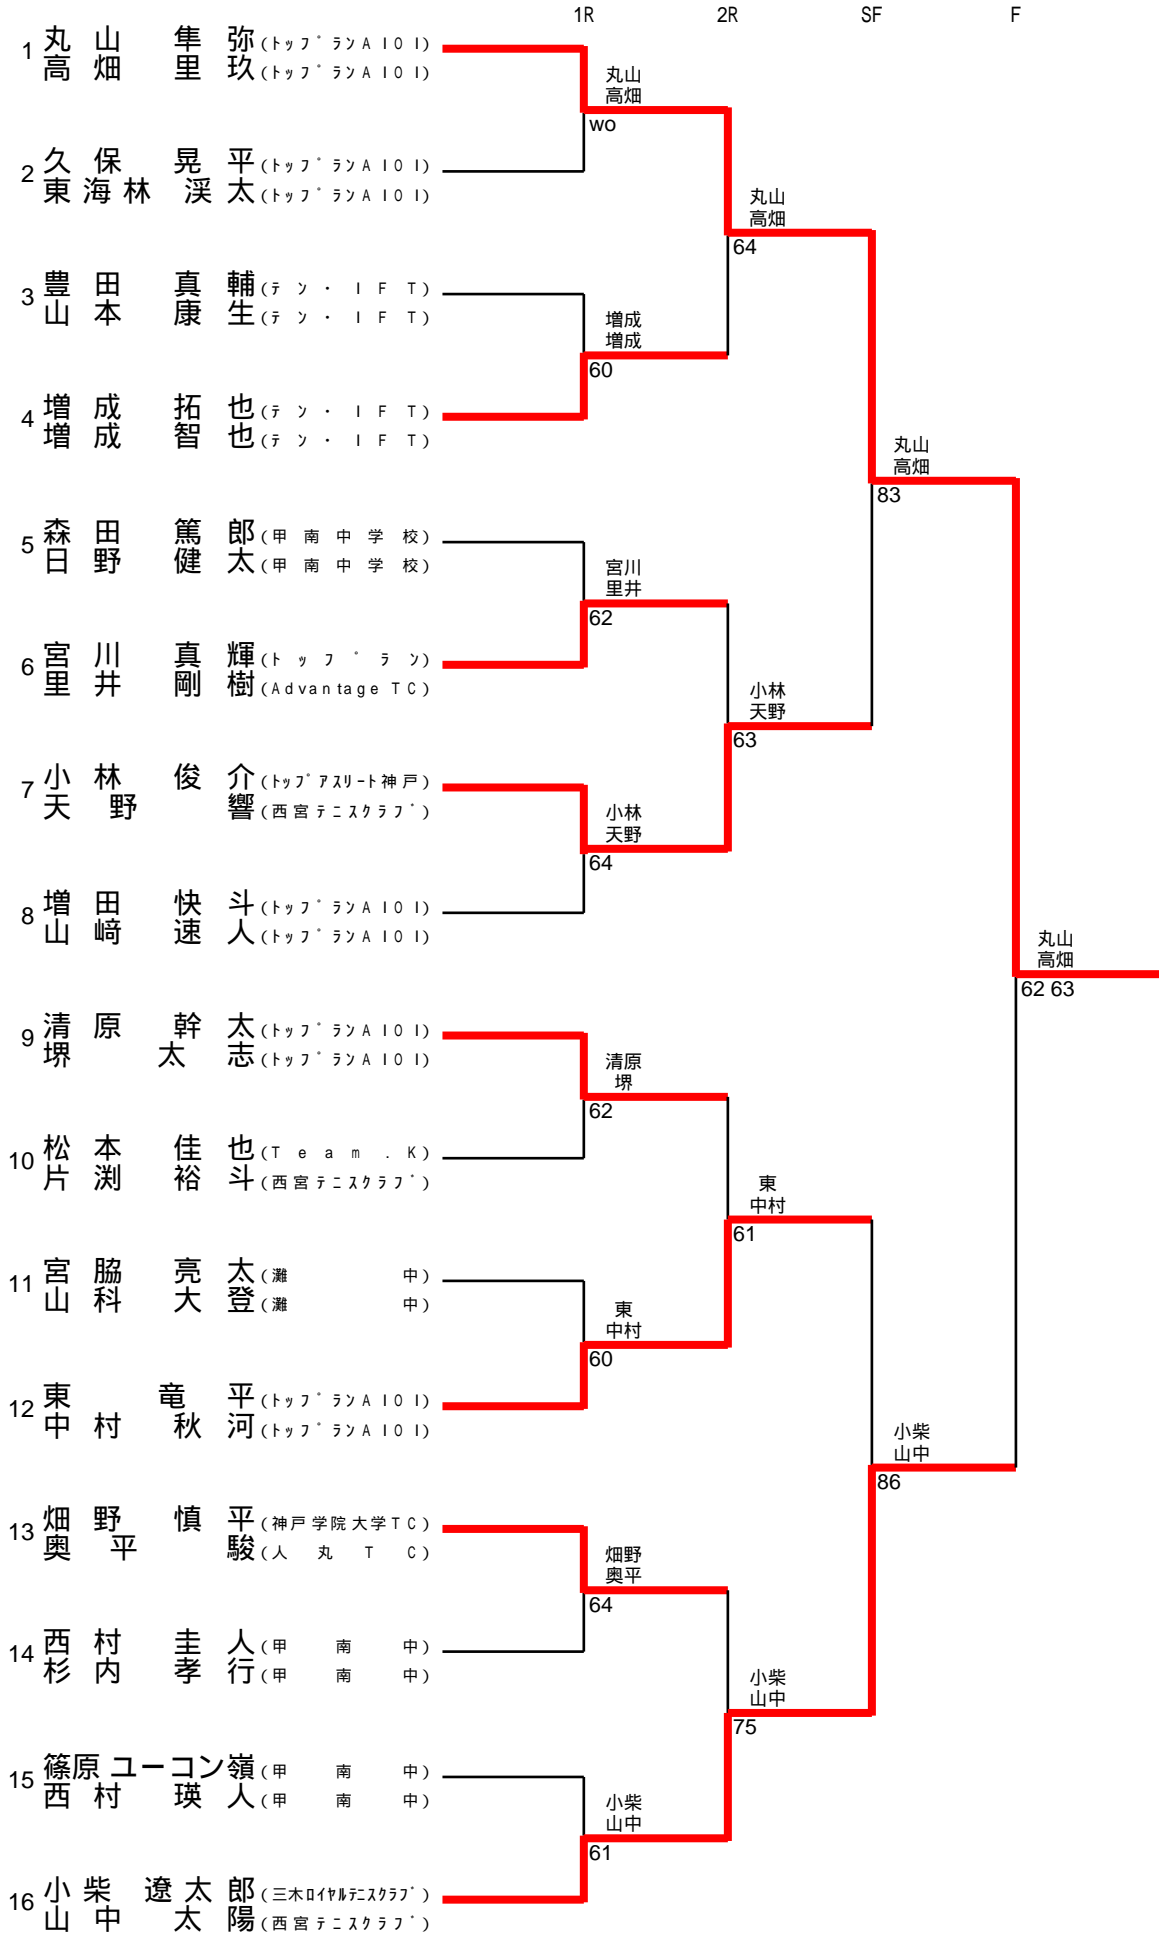 1R 2R SF F
1 丸山 隼弥 (トップランAIOI)
高畑 里玖 (トップランAIOI)
丸山
高畑
wo
2 久保 晃平 (トップランAIOI)
東海林 渓太 (トップランAIOI)
丸山
高畑
64
3 豊田 真輔 (テン・IFT)
山本 康生 (テン・IFT)
増成
増成
60
4 増成 拓也 (テン・IFT)
増成 智也 (テン・IFT)
丸山
高畑
83
5 森田 篤郎 (甲南中学校)
日野 健太 (甲南中学校)
宮川
里井
62
6 宮川 真輝 (トップラン)
里井 剛樹 (Advantage TC)
小林
天野
63
7 小林 俊介 (トップアスリート神戸)
天野 響 (西宮テニスクラブ)
小林
天野
64
8 増田 快斗 (トップランAIOI)
山﨑 速人 (トップランAIOI)
丸山
高畑
62 63
9 清原 幹太 (トップランAIOI)
堺 太志 (トップランAIOI)
清原
堺
62
10 松本 佳也 (Team.K)
片渕 裕斗 (西宮テニスクラブ)
東
中村
61
11 宮脇 亮太 (灘中)
山科 大登 (灘中)
東
中村
60
12 東 竜平 (トップランAIOI)
中村 秋河 (トップランAIOI)
小柴
山中
86
13 畑野 慎平 (神戸学院大学TC)
奥平 駿 (人丸TC)
畑野
奥平
64
14 西村 圭人 (甲南中)
杉内 孝行 (甲南中)
小柴
山中
75
15 篠原 ユーコン嶺 (甲南中)
西村 瑛人 (甲南中)
小柴
山中
61
16 小柴 遼太郎 (三木ロイヤルテニスクラブ)
山中 太陽 (西宮テニスクラブ)